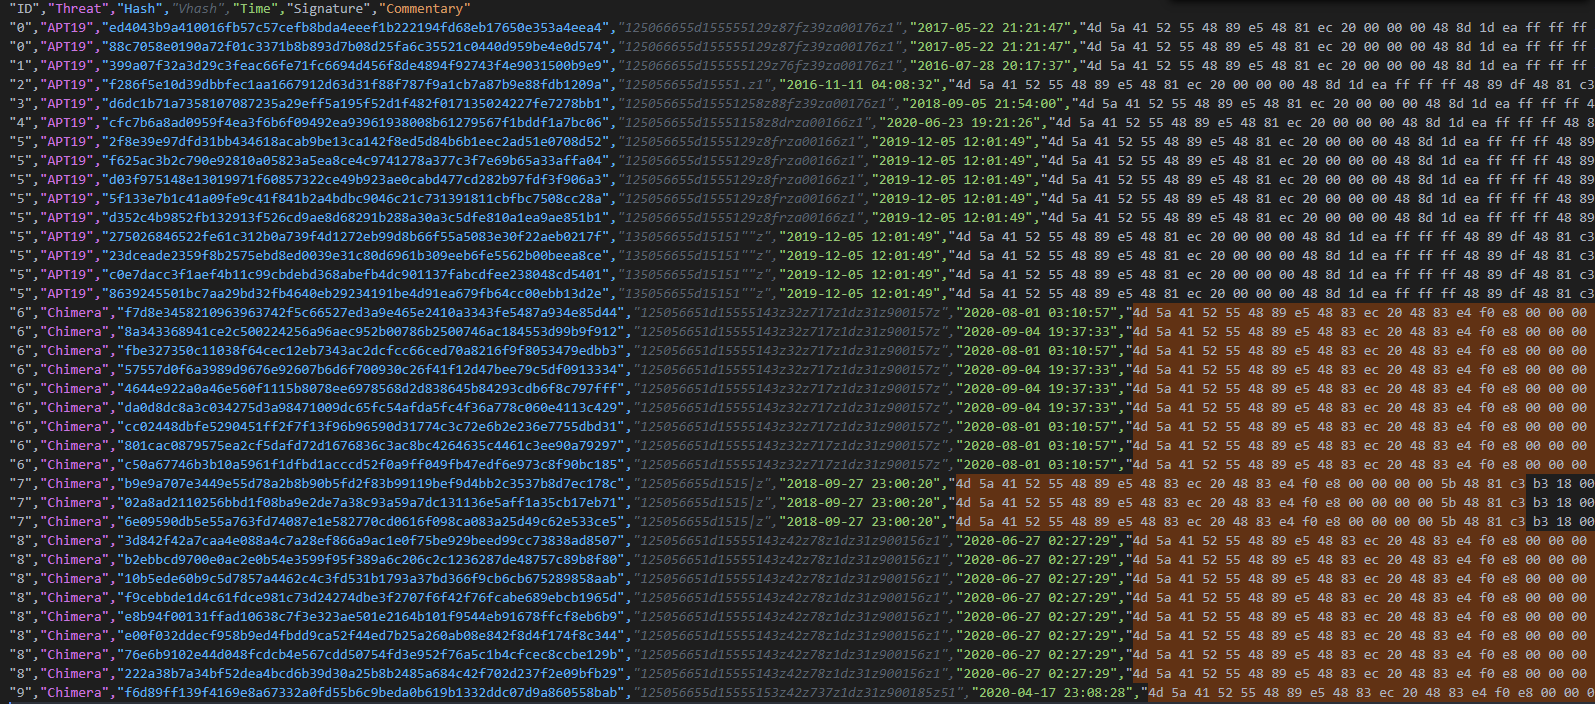 "ID","Threat","Hash","Vhash","Time","Signature","Commentary"
"0","APT19","ed4043b9a410016fb57c57cefb8bda4eeef1b222194fd68eb17650e353a4eea4","125066655d155555129z87fz39za00176z1","2017-05-22 21:21:47","4d 5a 41 52 55 48 89 e5 48 81 ec 20 00 00 00 48 8d 1d ea ff ff ff
"0","APT19","88c7058e0190a72f01c3371b8b893d7b08d25fa6c35521c0440d959be4e0d574","125066655d155555129z87fz39za00176z1","2017-05-22 21:21:47","4d 5a 41 52 55 48 89 e5 48 81 ec 20 00 00 00 48 8d 1d ea ff ff ff
"1","APT19","399a07f32a3d29c3feac66fe71fc6694d456f8de4894f92743f4e9031500b9e9","125066655d155555129z76fz39za00176z1","2016-07-28 20:17:37","4d 5a 41 52 55 48 89 e5 48 81 ec 20 00 00 00 48 8d 1d ea ff ff ff
"2","APT19","f286f5e10d39dbbfec1aa1667912d63d31f88f787f9a1cb7a87b9e88fdb1209a","125066655d15551.z1","2016-11-11 04:08:32","4d 5a 41 52 55 48 89 e5 48 81 ec 20 00 00 00 48 8d 1d ea ff ff ff 48 89 df 48 81 c3
"3","APT19","d6dc1b71a7358107087235a29eff5a195f52d1f482f017135024227fe7278bb1","125066655d15551258z88fz39za00176z1","2018-09-05 21:54:00","4d 5a 41 52 55 48 89 e5 48 81 ec 20 00 00 00 48 8d 1d ea ff ff ff 4
"4","APT19","cfc7b6a8ad0959f4ea3f6b6f09492ea93961938008b61279567f1bddf1a7bc06","125056655d15551158z8drza00166z1","2020-06-23 19:21:26","4d 5a 41 52 55 48 89 e5 48 81 ec 20 00 00 00 48 8d 1d ea ff ff ff 48 8
"5","APT19","2f8e39e97dfd31bb434618acab9be13ca142f8ed5d84b6b1eec2ad51e0708d52","125056655d1555129z8frza00166z1","2019-12-05 12:01:49","4d 5a 41 52 55 48 89 e5 48 81 ec 20 00 00 00 48 8d 1d ea ff ff ff 48 89
"5","APT19","f625ac3b2c790e92810a05823a5ea8ce4c9741278a377c3f7e69b65a33affa04","125056655d1555129z8frza00166z1","2019-12-05 12:01:49","4d 5a 41 52 55 48 89 e5 48 81 ec 20 00 00 00 48 8d 1d ea ff ff ff 48 89
"5","APT19","d03f975148e13019971f60857322ce49b923ae0cabd477cd282b97fdf3f906a3","125056655d1555129z8frza00166z1","2019-12-05 12:01:49","4d 5a 41 52 55 48 89 e5 48 81 ec 20 00 00 00 48 8d 1d ea ff ff ff 48 89
"5","APT19","5f133e7b1c41a09fe9c41f841b2a4bdbc9046c21c731391811cbfbc7508cc28a","125056655d1555129z8frza00166z1","2019-12-05 12:01:49","4d 5a 41 52 55 48 89 e5 48 81 ec 20 00 00 00 48 8d 1d ea ff ff ff 48 89
"5","APT19","d352c4b9852fb132913f526cd9ae8d68291b288a30a3c5dfe810a1ea9ae851b1","125056655d1555129z8frza00166z1","2019-12-05 12:01:49","4d 5a 41 52 55 48 89 e5 48 81 ec 20 00 00 00 48 8d 1d ea ff ff ff 48 89
"5","APT19","275026846522fe61c312b0a739f4d1272eb99d8b66f55a5083e30f22aeb0217f","135056655d15151""z","2019-12-05 12:01:49","4d 5a 41 52 55 48 89 e5 48 81 ec 20 00 00 00 48 8d 1d ea ff ff ff 48 89 df 48 81 c3
"5","APT19","23dceade2359f8b2575ebd8ed0039e31c80d6961b309eeb6fe5562b00beea8ce","135056655d15151""z","2019-12-05 12:01:49","4d 5a 41 52 55 48 89 e5 48 81 ec 20 00 00 00 48 8d 1d ea ff ff ff 48 89 df 48 81 c3
"5","APT19","c0e7dacc3f1aef4b11c99cbdebd368abefb4dc901137fabcdfee238048cd5401","135056655d15151""z","2019-12-05 12:01:49","4d 5a 41 52 55 48 89 e5 48 81 ec 20 00 00 00 48 8d 1d ea ff ff ff 48 89 df 48 81 c3
"5","APT19","8639245501bc7aa29bd32fb4640eb29234191be4d91ea679fb64cc00ebb13d2e","135056655d15151""z","2019-12-05 12:01:49","4d 5a 41 52 55 48 89 e5 48 81 ec 20 00 00 00 48 8d 1d ea ff ff ff 48 89 df 48 81 c3
"6","Chimera","f7d8e3458210963963742f5c66527ed3a9e465e2410a3343fe5487a934e85d44","125056651d15555143z32z717z1dz31z900157z","2020-08-01 03:10:57","4d 5a 41 52 55 48 89 e5 48 83 ec 20 48 83 e4 f0 e8 00 00 00
"6","Chimera","8a343368941ce2c500224256a96aec952b00786b2500746ac184553d99b9f912","125056651d15555143z32z717z1dz31z900157z","2020-09-04 19:37:33","4d 5a 41 52 55 48 89 e5 48 83 ec 20 48 83 e4 f0 e8 00 00 00
"6","Chimera","fbe327350c11038f64cec12eb7343ac2dcfcc66ced70a8216f9f8053479edbb3","125056651d15555143z32z717z1dz31z900157z","2020-08-01 03:10:57","4d 5a 41 52 55 48 89 e5 48 83 ec 20 48 83 e4 f0 e8 00 00 00
"6","Chimera","57557d0f6a3989d9676e92607b6d6f700930c26f41f12d47bee79c5df0913334","125056651d15555143z32z717z1dz31z900157z","2020-09-04 19:37:33","4d 5a 41 52 55 48 89 e5 48 83 ec 20 48 83 e4 f0 e8 00 00 00
"6","Chimera","4644e922a0a46e560f1115b8078ee6978568d2d838645b84293cdb6f8c797fff","125056651d15555143z32z717z1dz31z900157z","2020-09-04 19:37:33","4d 5a 41 52 55 48 89 e5 48 83 ec 20 48 83 e4 f0 e8 00 00 00
"6","Chimera","da0d8dc8a3c034275d3a98471009dc65fc54afda5fc4f36a778c060e4113c429","125056651d15555143z32z717z1dz31z900157z","2020-09-04 19:37:33","4d 5a 41 52 55 48 89 e5 48 83 ec 20 48 83 e4 f0 e8 00 00 00
"6","Chimera","cc02448dbfe5290451ff2f7f13f96b96590d31774c3c72e6b2e236e7755dbd31","125056651d15555143z32z717z1dz31z900157z","2020-08-01 03:10:57","4d 5a 41 52 55 48 89 e5 48 83 ec 20 48 83 e4 f0 e8 00 00 00
"6","Chimera","801cac0879575ea2cf5dafd72d1676836c3ac8bc4264635c4461c3ee90a79297","125056651d15555143z32z717z1dz31z900157z","2020-08-01 03:10:57","4d 5a 41 52 55 48 89 e5 48 83 ec 20 48 83 e4 f0 e8 00 00 00
"6","Chimera","c50a67746b3b10a5961f1dfbd1acccd52f0a9ff049fb47edf6e973c8f90bc185","125056651d15555143z32z717z1dz31z900157z","2020-08-01 03:10:57","4d 5a 41 52 55 48 89 e5 48 83 ec 20 48 83 e4 f0 e8 00 00 00
"7","Chimera","b9e9a707e3449e55d78a2b8b90b5fd2f83b99119bef9d4bb2c3537b8d7ec178c","125056655d1515|z","2018-09-27 23:00:20","4d 5a 41 52 55 48 89 e5 48 83 ec 20 48 83 e4 f0 e8 00 00 00 00 5b 48 81 c3 b3 18 00
"7","Chimera","02a8ad2110256bbd1f08ba9e2de7a38c93a59a7dc131136e5aff1a35cb17eb71","125056655d1515|z","2018-09-27 23:00:20","4d 5a 41 52 55 48 89 e5 48 83 ec 20 48 83 e4 f0 e8 00 00 00 00 5b 48 81 c3 b3 18 00
"7","Chimera","6e09590db5e55a763fd74087e1e582770cd0616f098ca083a25d49c62e533ce5","125056655d1515|z","2018-09-27 23:00:20","4d 5a 41 52 55 48 89 e5 48 83 ec 20 48 83 e4 f0 e8 00 00 00 00 5b 48 81 c3 b3 18 00
"8","Chimera","3d842f42a7caa4e088a4c7a28ef866a9ac1e0f75be929beed99cc73838ad8507","125056651d15555143z42z78z1dz31z900156z1","2020-06-27 02:27:29","4d 5a 41 52 55 48 89 e5 48 83 ec 20 48 83 e4 f0 e8 00 00 00
"8","Chimera","b2ebbcd9700e0ac2e0b54e3599f95f389a6c206c2c1236287de48757c89b8f80","125056651d15555143z42z78z1dz31z900156z1","2020-06-27 02:27:29","4d 5a 41 52 55 48 89 e5 48 83 ec 20 48 83 e4 f0 e8 00 00 00
"8","Chimera","10b5ede60b9c5d7857a4462c4c3fd531b1793a37bd366f9cb6cb675289858aab","125056651d15555143z42z78z1dz31z900156z1","2020-06-27 02:27:29","4d 5a 41 52 55 48 89 e5 48 83 ec 20 48 83 e4 f0 e8 00 00 00
"8","Chimera","f9cebbde1d4c61fdce981c73d24274dbe3f2707f6f42f76fcabe689ebcb1965d","125056651d15555143z42z78z1dz31z900156z1","2020-06-27 02:27:29","4d 5a 41 52 55 48 89 e5 48 83 ec 20 48 83 e4 f0 e8 00 00 00
"8","Chimera","e8b94f00131ffad10638c7f3e323ae501e2164b101f9544eb91678ffcf8eb6b9","125056651d15555143z42z78z1dz31z900156z1","2020-06-27 02:27:29","4d 5a 41 52 55 48 89 e5 48 83 ec 20 48 83 e4 f0 e8 00 00 00
"8","Chimera","e00f032ddecf958b9ed4fbdd9ca52f44ed7b25a260ab08e842f8d4f174f8c344","125056651d15555143z42z78z1dz31z900156z1","2020-06-27 02:27:29","4d 5a 41 52 55 48 89 e5 48 83 ec 20 48 83 e4 f0 e8 00 00 00
"8","Chimera","76e6b9102e44d048fcdcb4e567cdd50754fd3e952f76a5c1b4cfcec8ccbe129b","125056651d15555143z42z78z1dz31z900156z1","2020-06-27 02:27:29","4d 5a 41 52 55 48 89 e5 48 83 ec 20 48 83 e4 f0 e8 00 00 00
"8","Chimera","222a38b7a34bf52dea4bcd6b39d30a25b8b2485a684c42f702d237f2e09bfb29","125056651d15555143z42z78z1dz31z900156z1","2020-06-27 02:27:29","4d 5a 41 52 55 48 89 e5 48 83 ec 20 48 83 e4 f0 e8 00 00 00
"9","Chimera","f6d89ff139f4169e8a67332a0fd55b6c9beda0b619b1332ddc07d9a860558bab","125056651d15555153z42z737z1dz31z900185z51","2020-04-17 23:08:28","4d 5a 41 52 55 48 89 e5 48 83 ec 20 48 83 e4 f0 e8 00 00 00 0